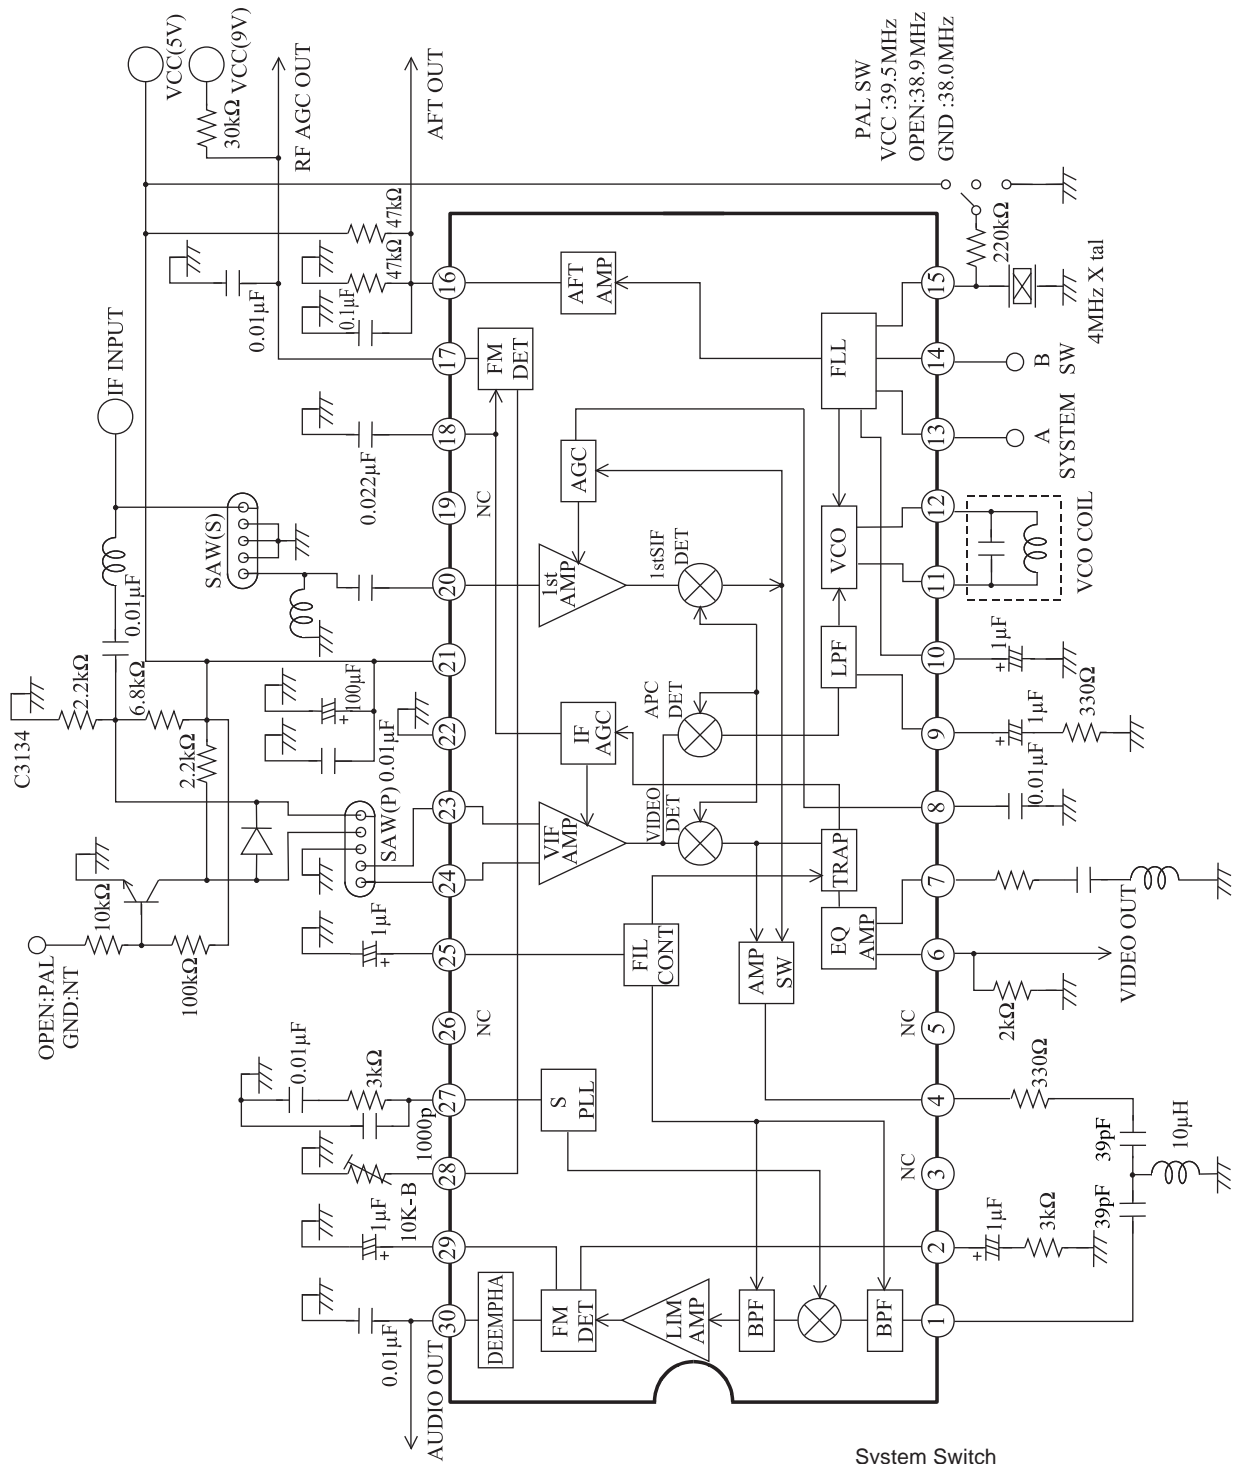 VCC(5V)
VCC(9V)
30kΩ
RF AGC OUT
AFT OUT
PAL SW
VCC :39.5MHz
OPEN:38.9MHz
GND :38.0MHz
47kΩ
47kΩ
0.01µF
0.1µF
220kΩ
4MHz X tal
IF INPUT
16
AFT
AMP
15
17
FM
DET
FLL
14
B
SW
18
0.022µF
AGC
13
A
SYSTEM
SAW(S)
19
NC
VCO
12
VCO COIL
0.01µF
20
1st
AMP
1stSIF
DET
11
2.2kΩ
6.8kΩ
21
LPF
10
1µF
+
C3134
2.2kΩ
100µF
+
0.01µF
22
IF
AGC
APC
DET
9
1µF
+
330Ω
SAW(P)
23
VIF
AMP
VIDEO
DET
8
0.01µF
24
TRAP
7
10kΩ
OPEN:PAL
GND:NT
100kΩ
1µF
+
25
FIL
CONT
AMP
SW
EQ
AMP
6
VIDEO OUT
2kΩ
26
NC
5
NC
0.01µF
3kΩ
1000p
27
S
PLL
4
330Ω
28
10K-B
3
NC
39pF
39pF
10µH
29
1µF
+
2
1µF
+
3kΩ
30
0.01µF
AUDIO OUT
DEEMPHA
FM
DET
LIM
AMP
BPF
BPF
1
System Switch